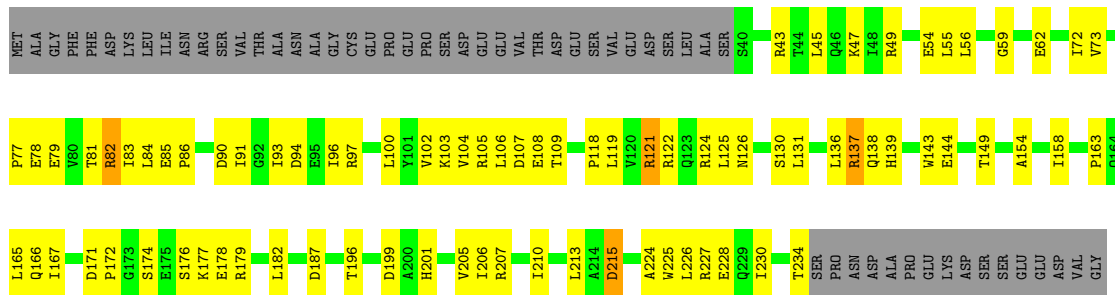 MET ALA GLY PHE PHE ASP LYS LEU ILE ASN ARG SER VAL THR ALA ASN ALA GLY CYS GLU PRO GLU PRO SER ASP GLU GLU VAL THR ASP GLU SER VAL GLU ASP SER LEU ALA SER S40 R43 T44 L45 Q46 K47 I48 R49 E54 L55 L56 G59 E62 I72 V73
P77 E78 E79 V80 T81 R82 I83 L84 E85 P86 D90 I91 G92 I93 D94 E95 I96 R97 L100 Y101 V102 K103 V104 R105 D107 E108 T109 P118 L119 V120 R121 R122 Q123 R124 L125 N126 S130 L131 L136 R137 Q138 H139 W143 E144 T149 A154 I158 P163 Q164
L165 Q166 I167 D171 P172 G173 S174 E175 S176 K177 E178 R179 L182 D187 T196 D199 A200 H201 V205 I206 R207 I210 L213 A214 D215 A224 W225 L226 R227 E228 Q229 I230 T234 SER PRO ASN ASP ALA PRO GLU LYS ASP SER SER GLU GLU ASP VAL GLY